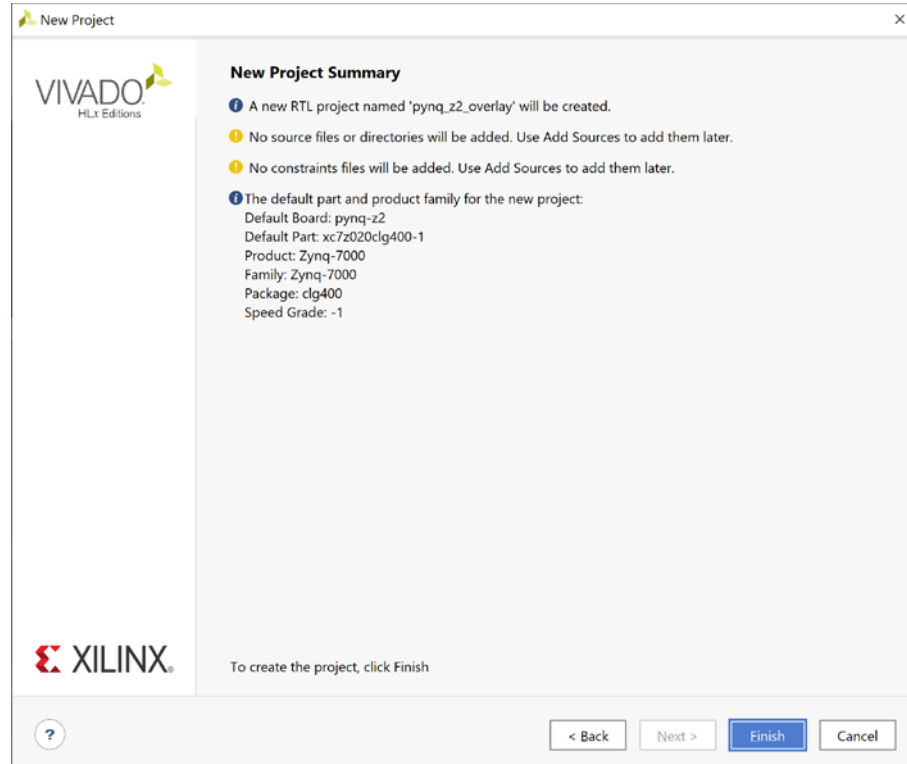 New Project
VIVADO.
HLx Editions
New Project Summary
A new RTL project named 'pynq_z2_overlay' will be created.
No source files or directories will be added. Use Add Sources to add them later.
No constraints files will be added. Use Add Sources to add them later.
The default part and product family for the new project:
Default Board: pynq-z2
Default Part: xc7z020clg400-1
Product: Zynq-7000
Family: Zynq-7000
Package: clg400
Speed Grade: -1
XILINX.
To create the project, click Finish
?
< Back
Next >
Finish
Cancel